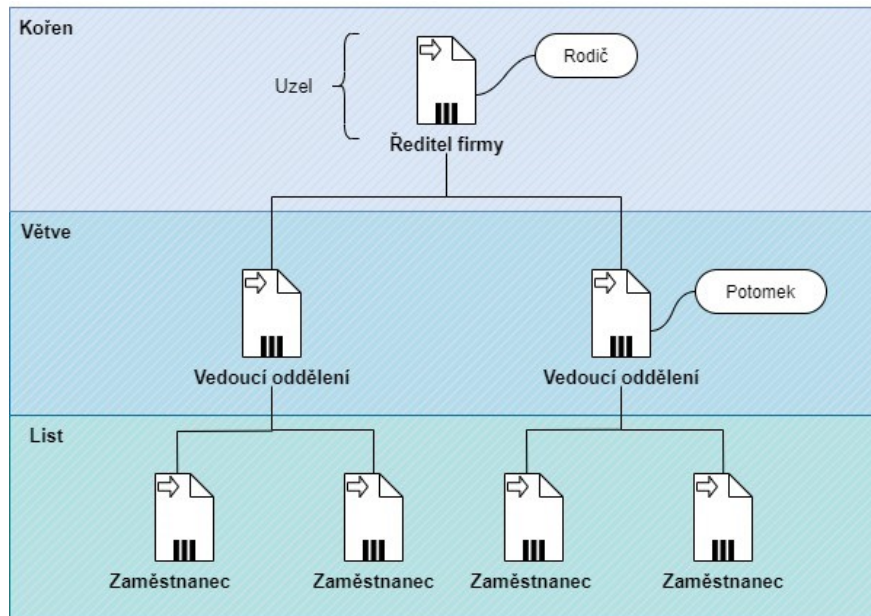 Kořen
Rodič
Uzel
Ředitel firmy
Větve
Potomek
Vedoucí oddělení
Vedoucí oddělení
List
Zaměstnanec
Zaměstnanec
Zaměstnanec
Zaměstnanec